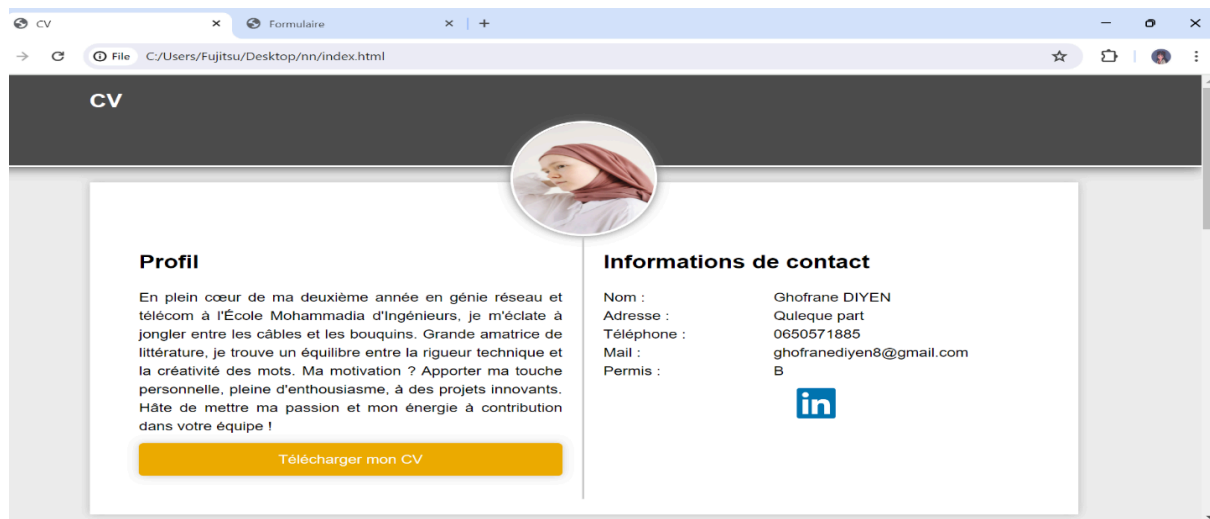 CV
Formulaire
File C:/Users/Fujitsu/Desktop/nn/index.html
CV
Profil
En plein cœur de ma deuxième année en génie réseau et
télécom à l'École Mohammadia d'Ingénieurs, je m'éclate à
jongler entre les câbles et les bouquins. Grande amatrice de
littérature, je trouve un équilibre entre la rigueur technique et
la créativité des mots. Ma motivation ? Apporter ma touche
personnelle, pleine d'enthousiasme, à des projets innovants.
Hâte de mettre ma passion et mon énergie à contribution
dans votre équipe !
Télécharger mon CV
Informations de contact
Nom : Ghofrane DIYEN
Adresse : Quleque part
Téléphone : 0650571885
Mail : ghofranediyen8@gmail.com
Permis : B
in